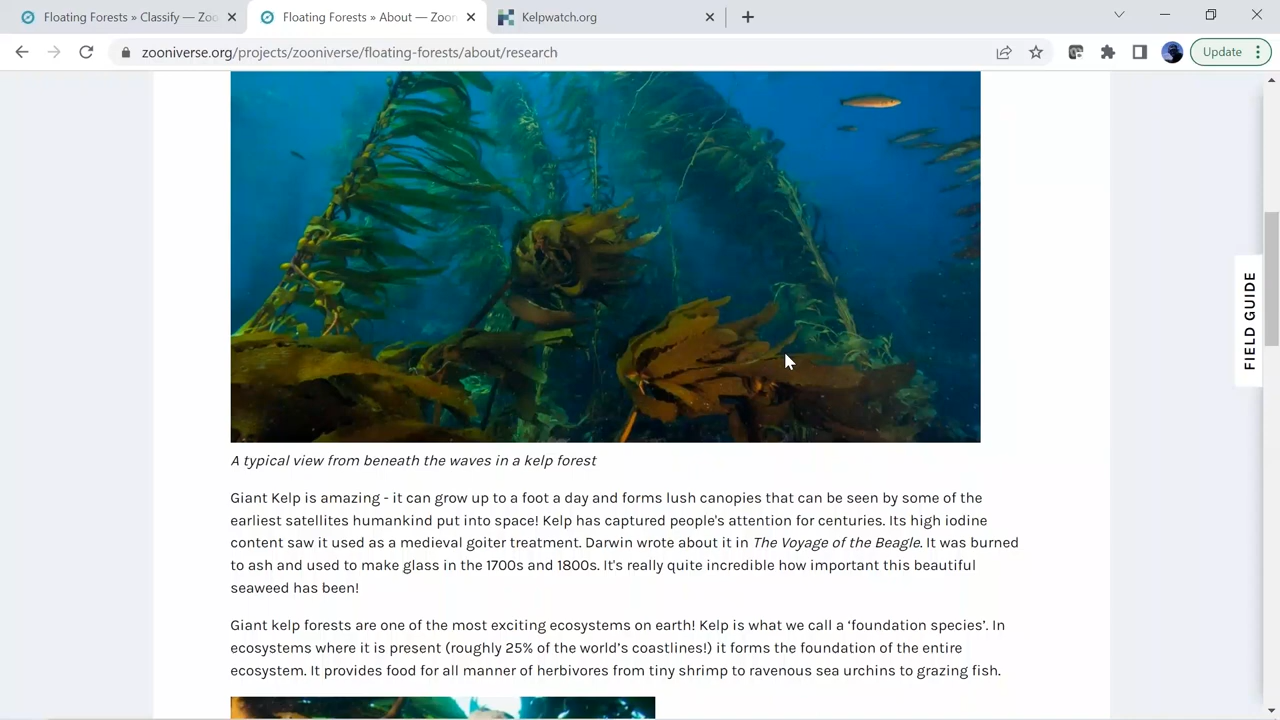 Floating Forests » Classify — Zoo
Floating Forests » About — Zoon
Kelpwatch.org
zooniverse.org/projects/zooniverse/floating-forests/about/research
Update
FIELD GUIDE
A typical view from beneath the waves in a kelp forest
Giant Kelp is amazing - it can grow up to a foot a day and forms lush canopies that can be seen by some of the
earliest satellites humankind put into space! Kelp has captured people's attention for centuries. Its high iodine
content saw it used as a medieval goiter treatment. Darwin wrote about it in The Voyage of the Beagle. It was burned
to ash and used to make glass in the 1700s and 1800s. It's really quite incredible how important this beautiful
seaweed has been!
Giant kelp forests are one of the most exciting ecosystems on earth! Kelp is what we call a ‘foundation species’. In
ecosystems where it is present (roughly 25% of the world’s coastlines!) it forms the foundation of the entire
ecosystem. It provides food for all manner of herbivores from tiny shrimp to ravenous sea urchins to grazing fish.